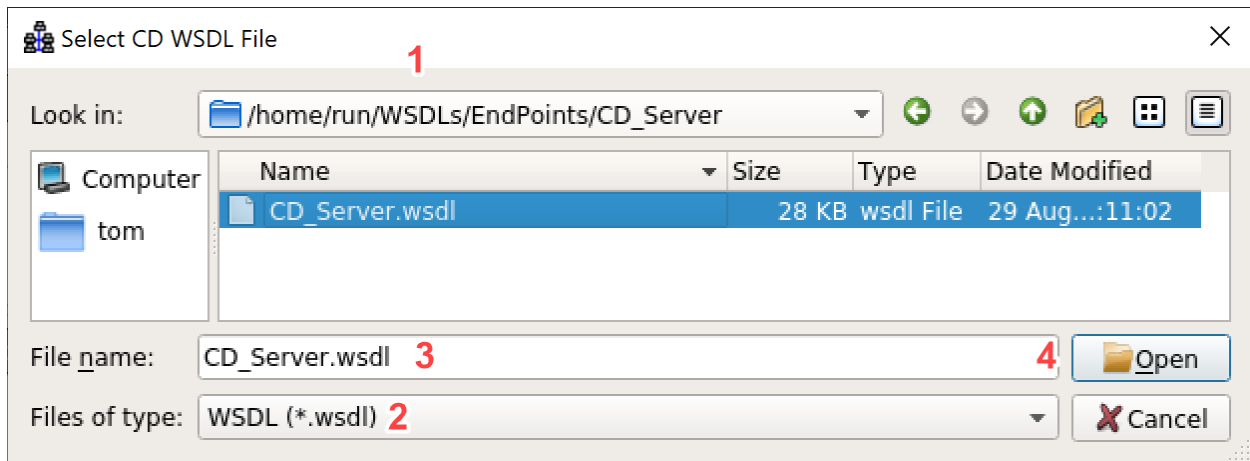 Select CD WSDL File
1
Look in: /home/run/WSDLs/EndPoints/CD_Server
Computer
tom
Name Size Type Date Modified
CD_Server.wsdl 28 KB wsdl File 29 Aug...:11:02
File name: CD_Server.wsdl 3 4 Open
Files of type: WSDL (*.wsdl) 2 Cancel